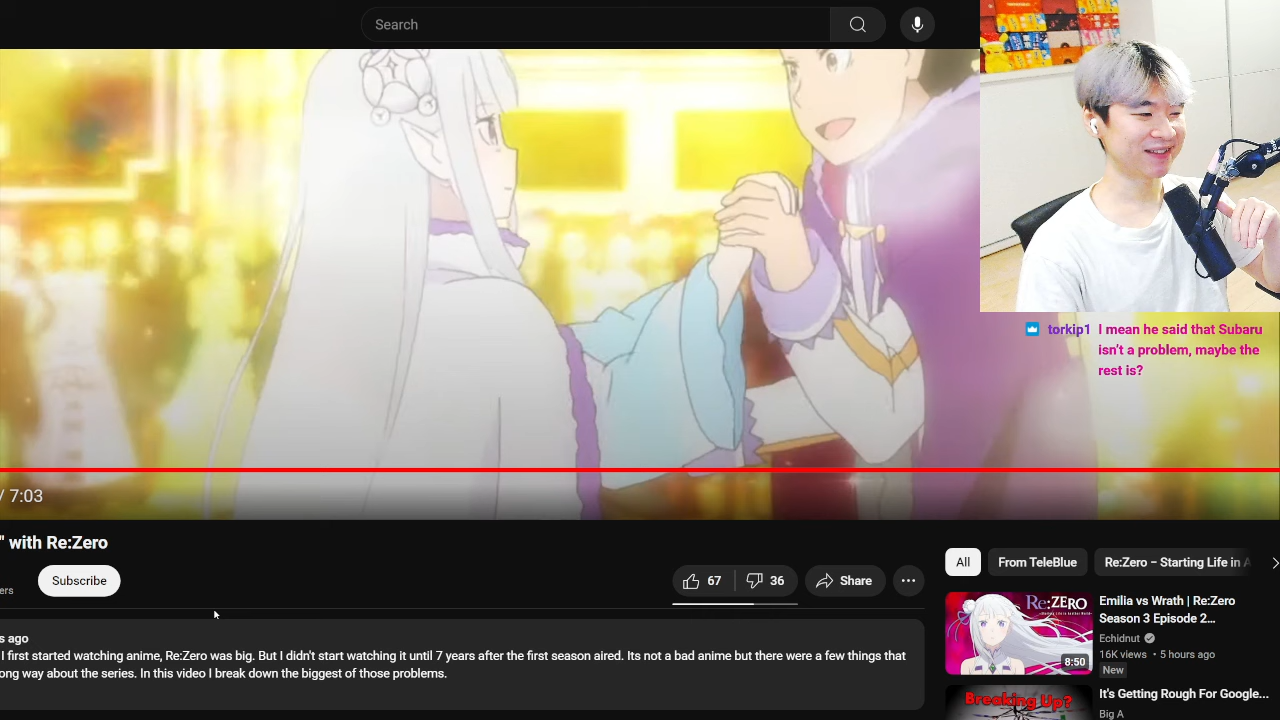 Search
torkip1 I mean he said that Subaru
isn't a problem, maybe the
rest is?
/ 7:03
" with Re:Zero
ers
Subscribe
67
36
Share
All
From TeleBlue
Re:Zero – Starting Life in A
s ago
I first started watching anime, Re:Zero was big. But I didn't start watching it until 7 years after the first season aired. Its not a bad anime but there were a few things that
ong way about the series. In this video I break down the biggest of those problems.
Re:ZERO
8:50
Emilia vs Wrath | Re:Zero
Season 3 Episode 2...
Echidnut
16K views • 5 hours ago
New
Breaking Up?
It's Getting Rough For Google...
Big A